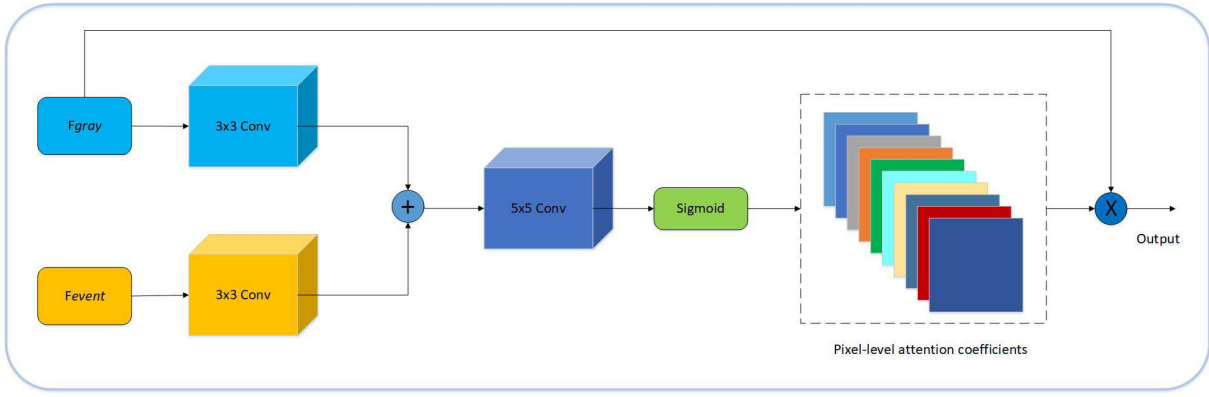 Fgray
3x3 Conv
+
5x5 Conv
Sigmoid
X
Output
Fevent
3x3 Conv
Pixel-level attention coefficients